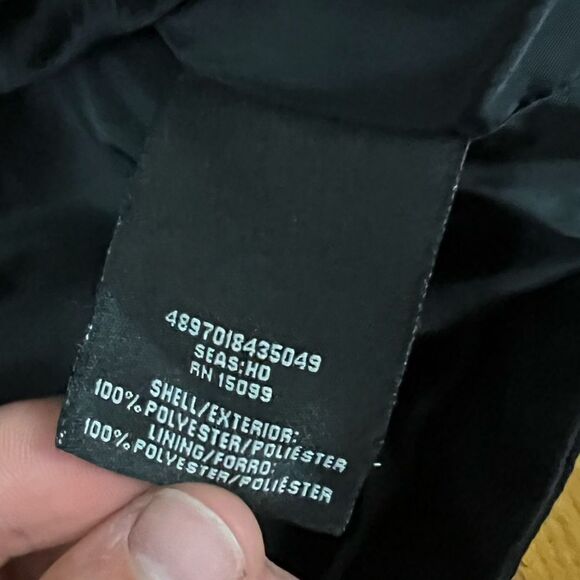 4897018435049
SEAS:HO
RN 15099
SHELL/EXTERIOR:
100% POLYESTER/POLIÉSTER
LINING/FORRO:
100% POLYESTER/POLIÉSTER